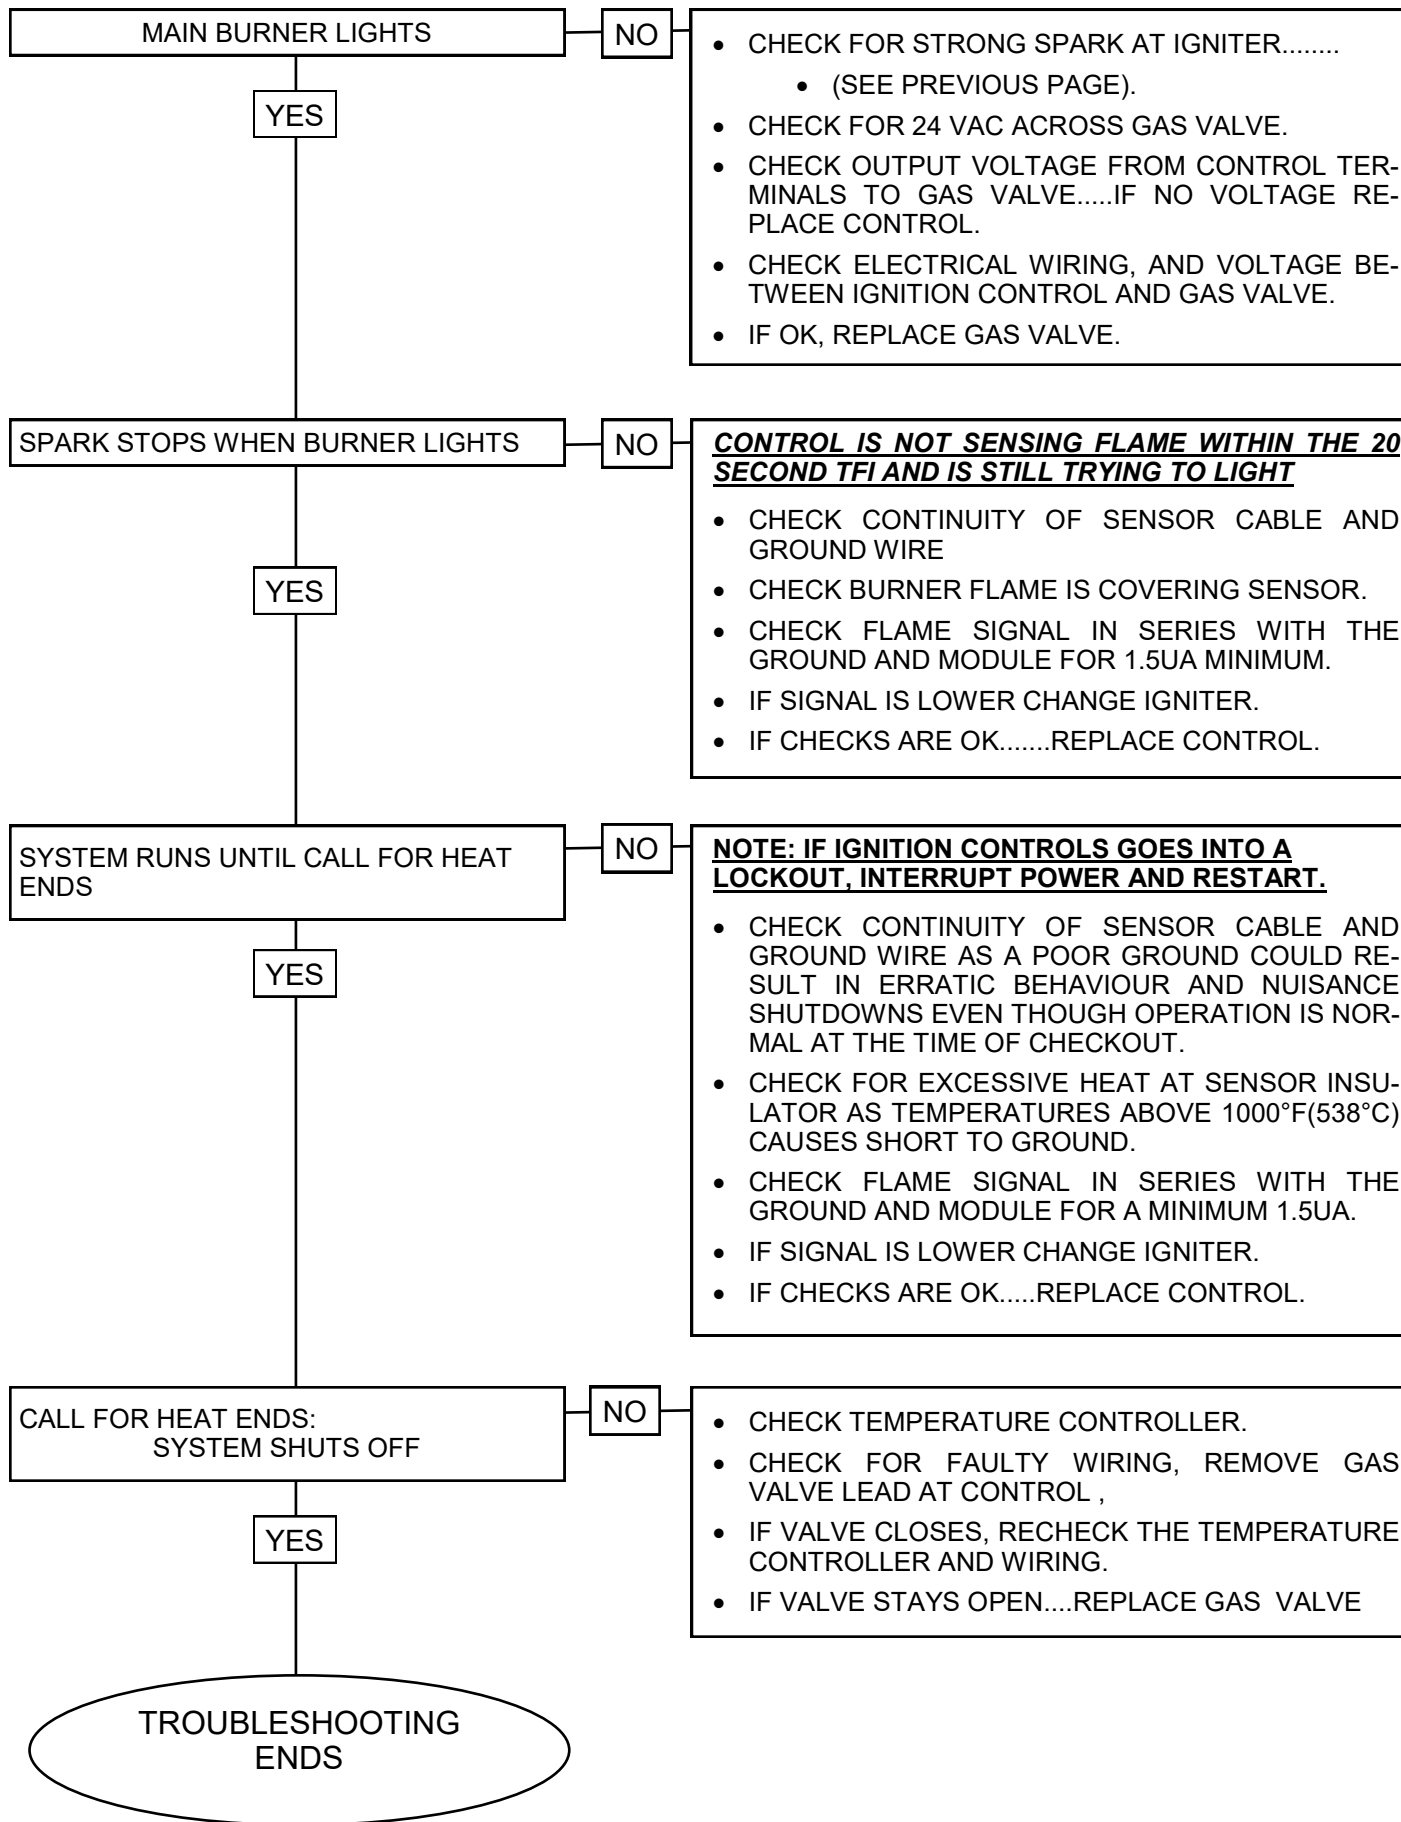 MAIN BURNER LIGHTS
NO
• CHECK FOR STRONG SPARK AT IGNITER........
• (SEE PREVIOUS PAGE).
• CHECK FOR 24 VAC ACROSS GAS VALVE.
• CHECK OUTPUT VOLTAGE FROM CONTROL TER-
MINALS TO GAS VALVE.....IF NO VOLTAGE RE-
PLACE CONTROL.
• CHECK ELECTRICAL WIRING, AND VOLTAGE BE-
TWEEN IGNITION CONTROL AND GAS VALVE.
• IF OK, REPLACE GAS VALVE.
YES
SPARK STOPS WHEN BURNER LIGHTS
NO
CONTROL IS NOT SENSING FLAME WITHIN THE 20
SECOND TFI AND IS STILL TRYING TO LIGHT
• CHECK CONTINUITY OF SENSOR CABLE AND
GROUND WIRE
• CHECK BURNER FLAME IS COVERING SENSOR.
• CHECK FLAME SIGNAL IN SERIES WITH THE
GROUND AND MODULE FOR 1.5UA MINIMUM.
• IF SIGNAL IS LOWER CHANGE IGNITER.
• IF CHECKS ARE OK.......REPLACE CONTROL.
YES
SYSTEM RUNS UNTIL CALL FOR HEAT
ENDS
NO
NOTE: IF IGNITION CONTROLS GOES INTO A
LOCKOUT, INTERRUPT POWER AND RESTART.
• CHECK CONTINUITY OF SENSOR CABLE AND
GROUND WIRE AS A POOR GROUND COULD RE-
SULT IN ERRATIC BEHAVIOUR AND NUISANCE
SHUTDOWNS EVEN THOUGH OPERATION IS NOR-
MAL AT THE TIME OF CHECKOUT.
• CHECK FOR EXCESSIVE HEAT AT SENSOR INSU-
LATOR AS TEMPERATURES ABOVE 1000°F(538°C)
CAUSES SHORT TO GROUND.
• CHECK FLAME SIGNAL IN SERIES WITH THE
GROUND AND MODULE FOR A MINIMUM 1.5UA.
• IF SIGNAL IS LOWER CHANGE IGNITER.
• IF CHECKS ARE OK.....REPLACE CONTROL.
YES
CALL FOR HEAT ENDS:
SYSTEM SHUTS OFF
NO
• CHECK TEMPERATURE CONTROLLER.
• CHECK FOR FAULTY WIRING, REMOVE GAS
VALVE LEAD AT CONTROL ,
• IF VALVE CLOSES, RECHECK THE TEMPERATURE
CONTROLLER AND WIRING.
• IF VALVE STAYS OPEN....REPLACE GAS VALVE
YES
TROUBLESHOOTING
ENDS